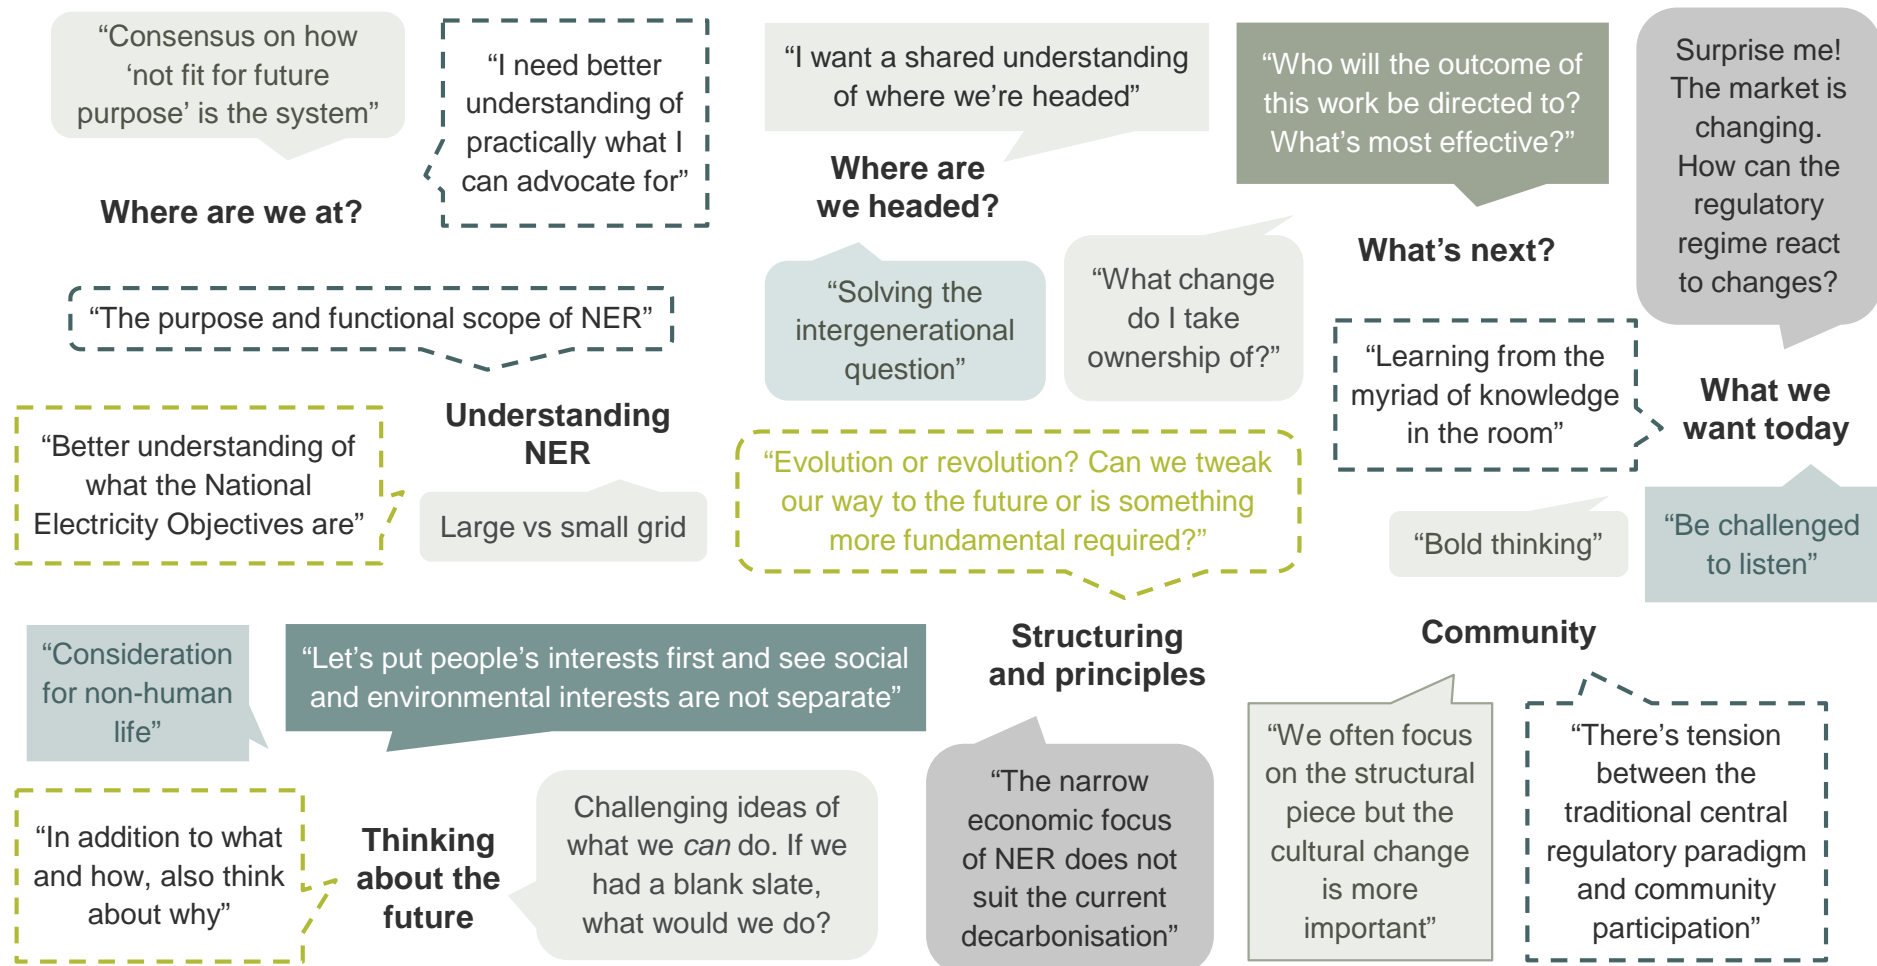 “Consensus on how
‘not fit for future
purpose’ is the system”
“I need better
understanding of
practically what I
can advocate for”
Where are we at?
“I want a shared understanding
of where we’re headed”
Where are
we headed?
“Solving the
intergenerational
question”
“Who will the outcome of
this work be directed to?
What’s most effective?”
What’s next?
“What change
do I take
ownership of?”
Surprise me!
The market is
changing.
How can the
regulatory
regime react
to changes?
“Learning from the
myriad of knowledge
in the room”
What we
want today
“Bold thinking”
“Be challenged
to listen”
“The purpose and functional scope of NER”
Understanding
NER
“Better understanding of
what the National
Electricity Objectives are”
Large vs small grid
“Evolution or revolution? Can we tweak
our way to the future or is something
more fundamental required?”
Structuring
and principles
“The narrow
economic focus
of NER does not
suit the current
decarbonisation”
Community
“We often focus
on the structural
piece but the
cultural change
is more
important”
“There’s tension
between the
traditional central
regulatory paradigm
and community
participation”
“Consideration
for non-human
life”
“Let’s put people’s interests first and see social
and environmental interests are not separate”
“In addition to what
and how, also think
about why”
Thinking
about the
future
Challenging ideas of
what we can do. If we
had a blank slate,
what would we do?